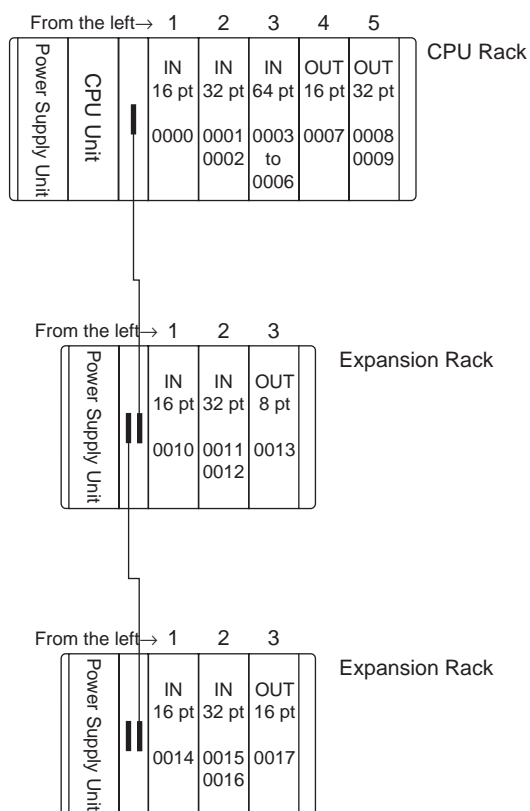 From the left→ 1 2 3 4 5
CPU Rack
Power Supply Unit
CPU Unit
IN 16 pt 0000
IN 32 pt 0001 0002
IN 64 pt 0003 to 0006
OUT 16 pt 0007
OUT 32 pt 0008 0009
From the left→ 1 2 3
Expansion Rack
Power Supply Unit
IN 16 pt 0010
IN 32 pt 0011 0012
OUT 8 pt 0013
From the left→ 1 2 3
Expansion Rack
Power Supply Unit
IN 16 pt 0014
IN 32 pt 0015 0016
OUT 16 pt 0017